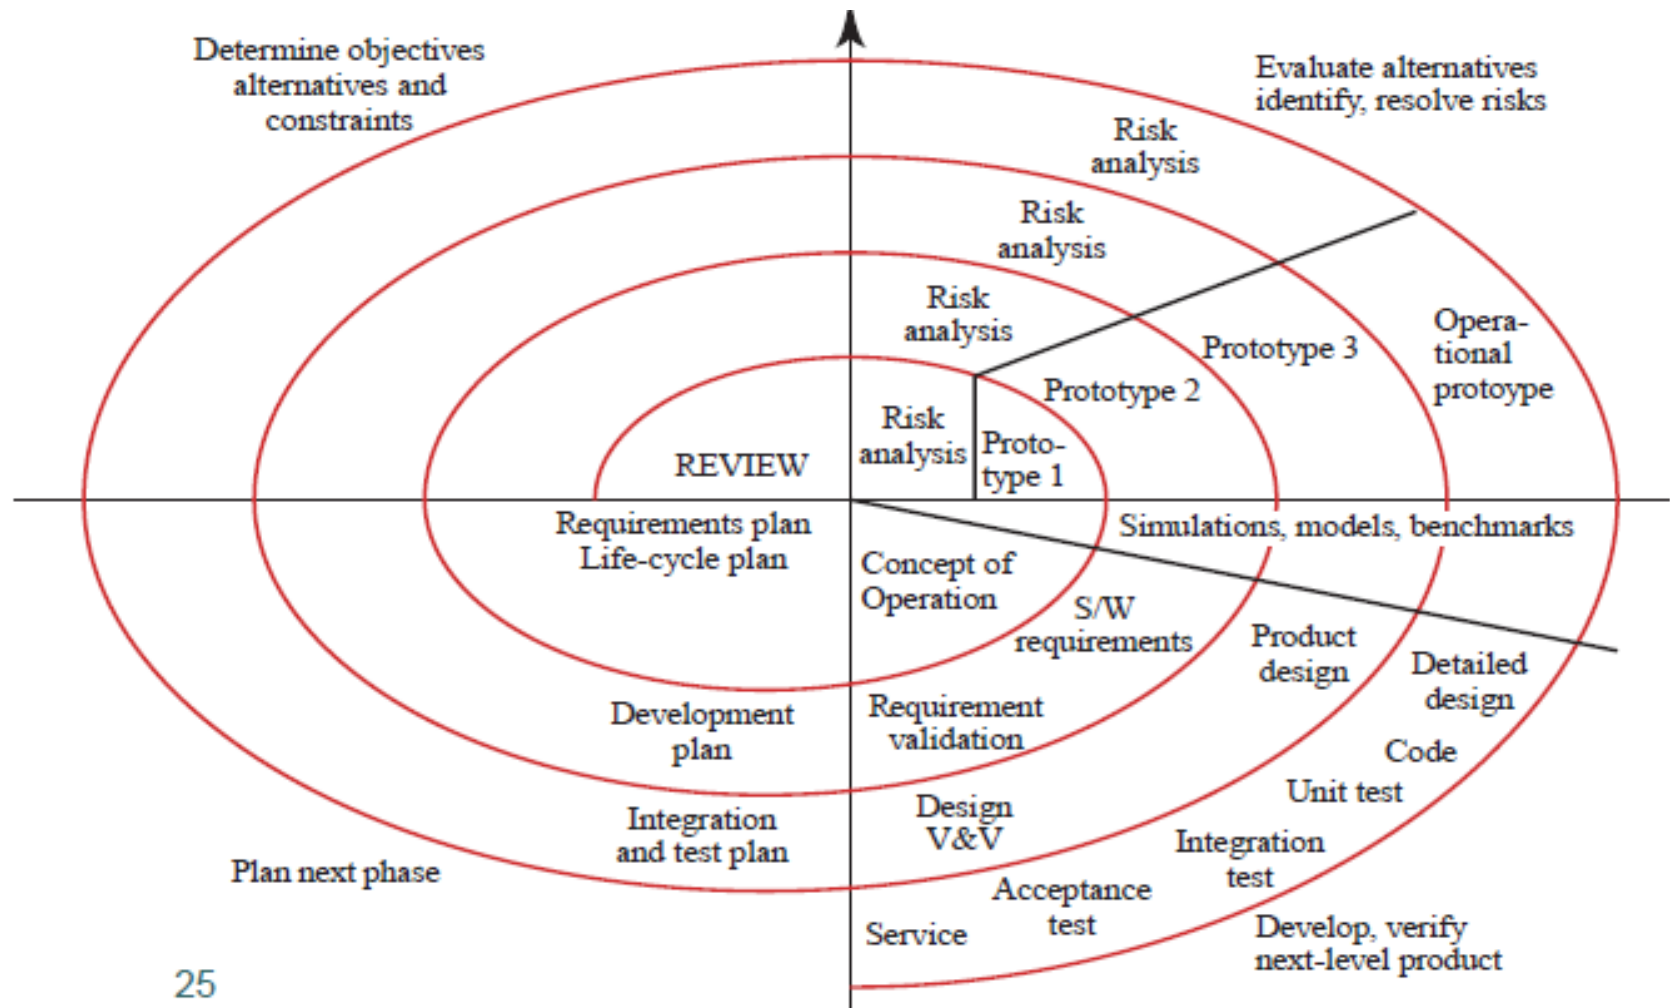 Determine objectives
alternatives and
constraints
Evaluate alternatives
identify, resolve risks
Risk
analysis
Risk
analysis
Risk
analysis
Risk
analysis
Opera-
tional
protoype
Prototype 3
Prototype 2
Proto-
type 1
REVIEW
Requirements plan
Life-cycle plan
Simulations, models, benchmarks
Concept of
Operation
S/W
requirements
Product
design
Detailed
design
Development
plan
Requirement
validation
Code
Unit test
Integration
and test plan
Design
V&V
Integration
test
Plan next phase
Acceptance
test
Service
Develop, verify
next-level product
25